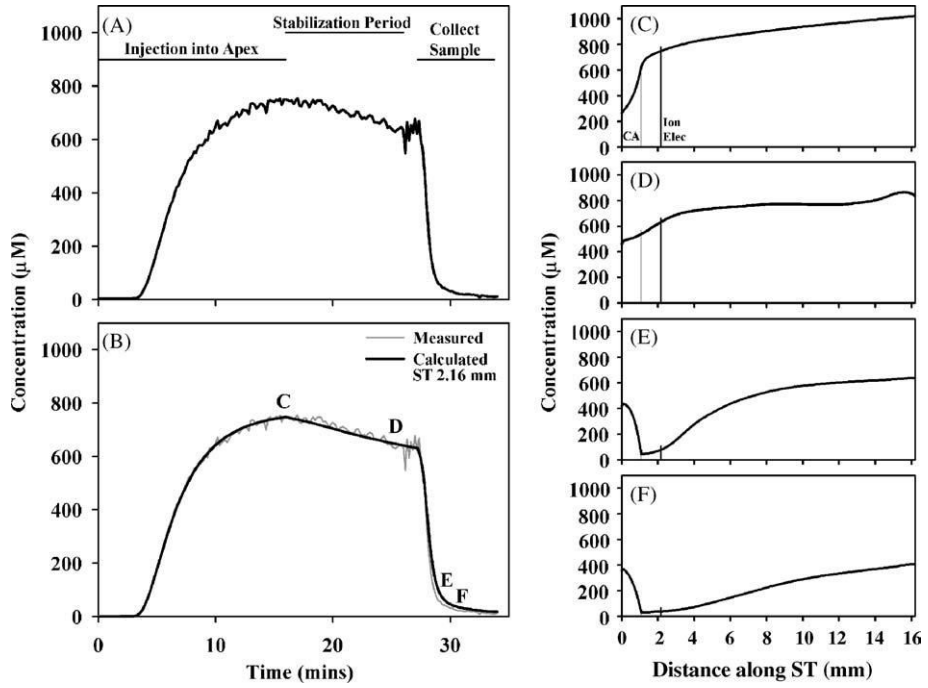 (A)
Stabilization Period
Collect
Sample
Injection into Apex
1000
800
600
400
200
0
(B)
Measured
Calculated
ST 2.16 mm
C
D
E
F
1000
800
600
400
200
0
0
10
20
30
Time (mins)
Concentration (µM)
(C)
1000
800
600
400
200
0
CA
Ion
Elec
(D)
1000
800
600
400
200
0
(E)
1000
800
600
400
200
0
(F)
1000
800
600
400
200
0
0 2 4 6 8 10 12 14 16
Distance along ST (mm)
Concentration (µM)